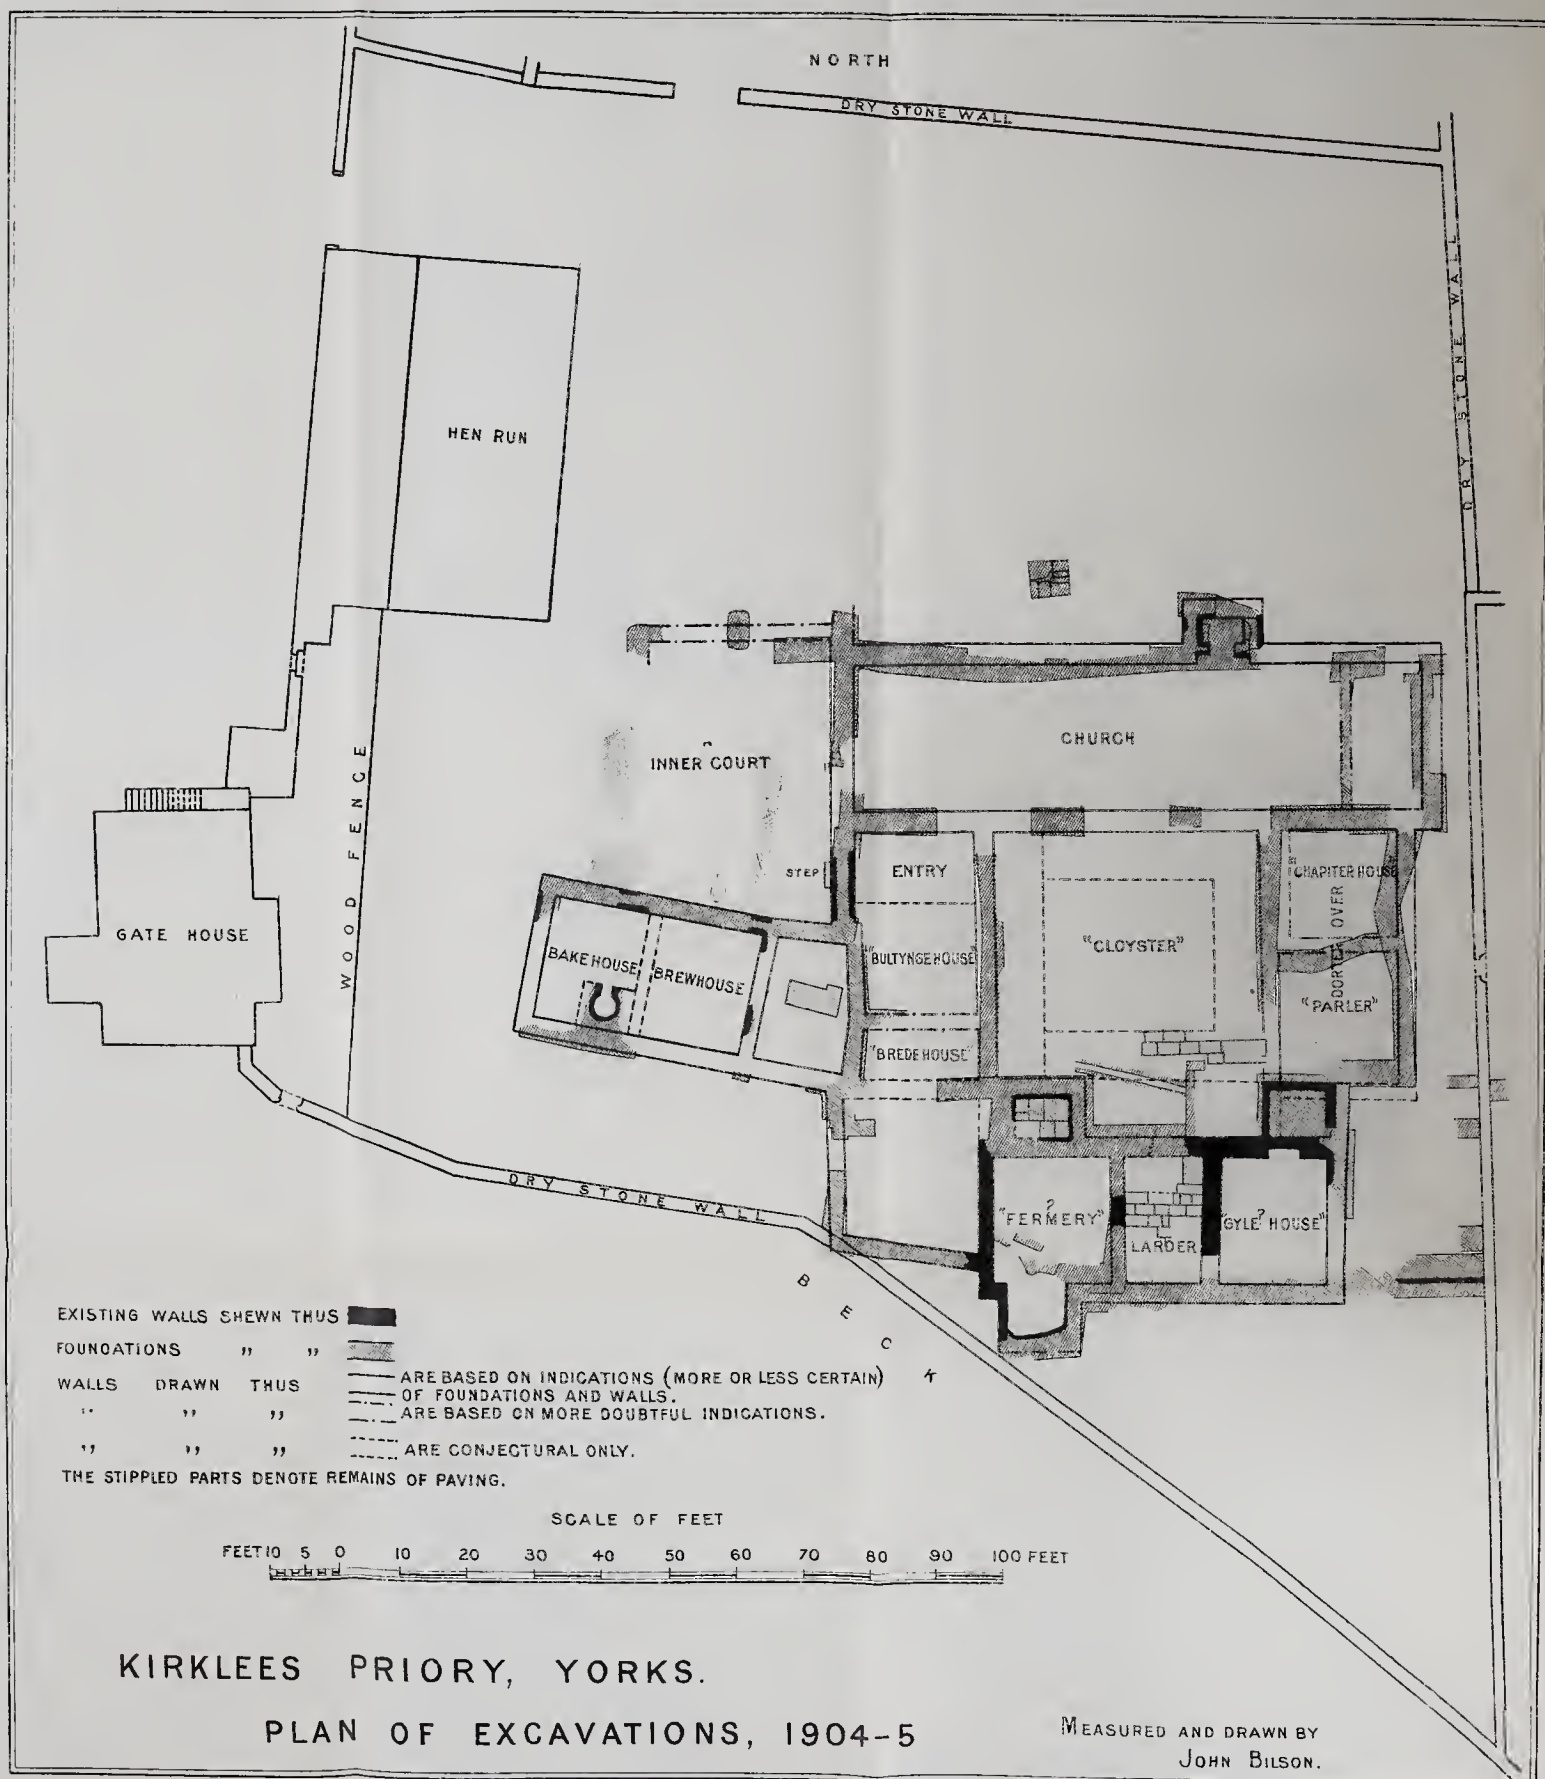 NORTH
DRY STONE WALL
DRY STONE WALL
HEN RUN
CHURCH
INNER COURT
WOOD FENCE
STEP
ENTRY
"CHAPITER HOUSE"
DORTER OVER
GATE HOUSE
"CLOYSTER"
BAKEHOUSE
BREWHOUSE
"BULTYNGE HOUSE"
"PARLER"
"BREDEHOUSE"
DRY STONE WALL
?
"FERMERY"
LARDER
?
"GYLE HOUSE"
BECK
EXISTING WALLS SHEWN THUS
FOUNDATIONS " "
WALLS DRAWN THUS ARE BASED ON INDICATIONS (MORE OR LESS CERTAIN)
OF FOUNDATIONS AND WALLS.
" " " ARE BASED ON MORE DOUBTFUL INDICATIONS.
" " " ARE CONJECTURAL ONLY.
THE STIPPLED PARTS DENOTE REMAINS OF PAVING.
SCALE OF FEET
FEET 10 5 0 10 20 30 40 50 60 70 80 90 100 FEET
KIRKLEES PRIORY, YORKS.
PLAN OF EXCAVATIONS, 1904-5
MEASURED AND DRAWN BY
JOHN BILSON.